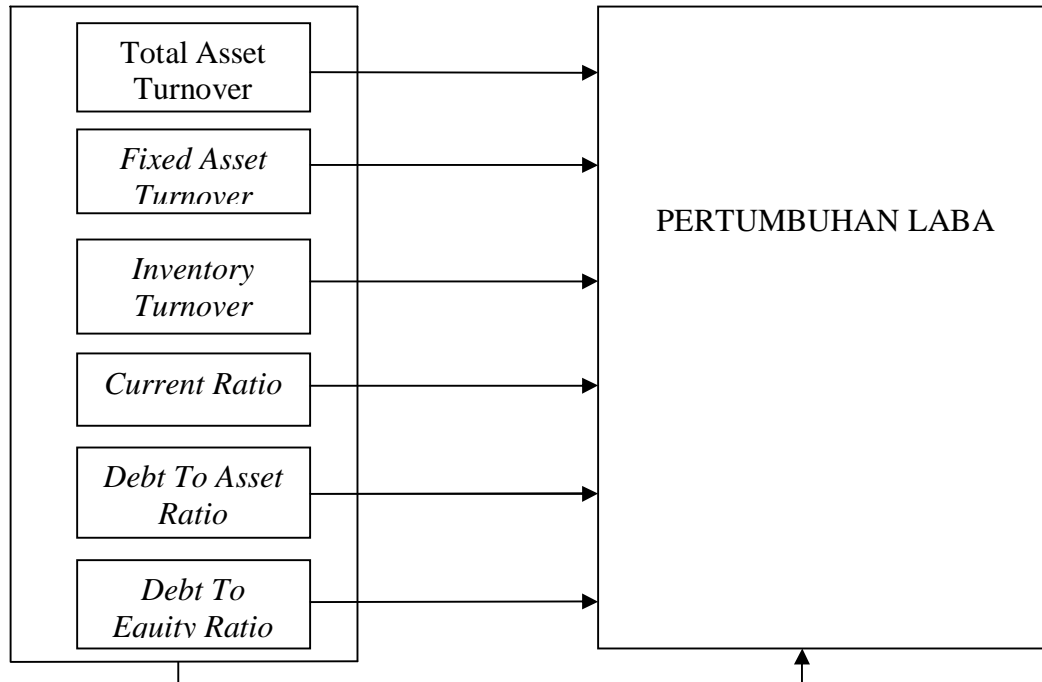 Total Asset
Turnover
Fixed Asset
Turnover
Inventory
Turnover
Current Ratio
Debt To Asset
Ratio
Debt To
Equity Ratio
PERTUMBUHAN LABA